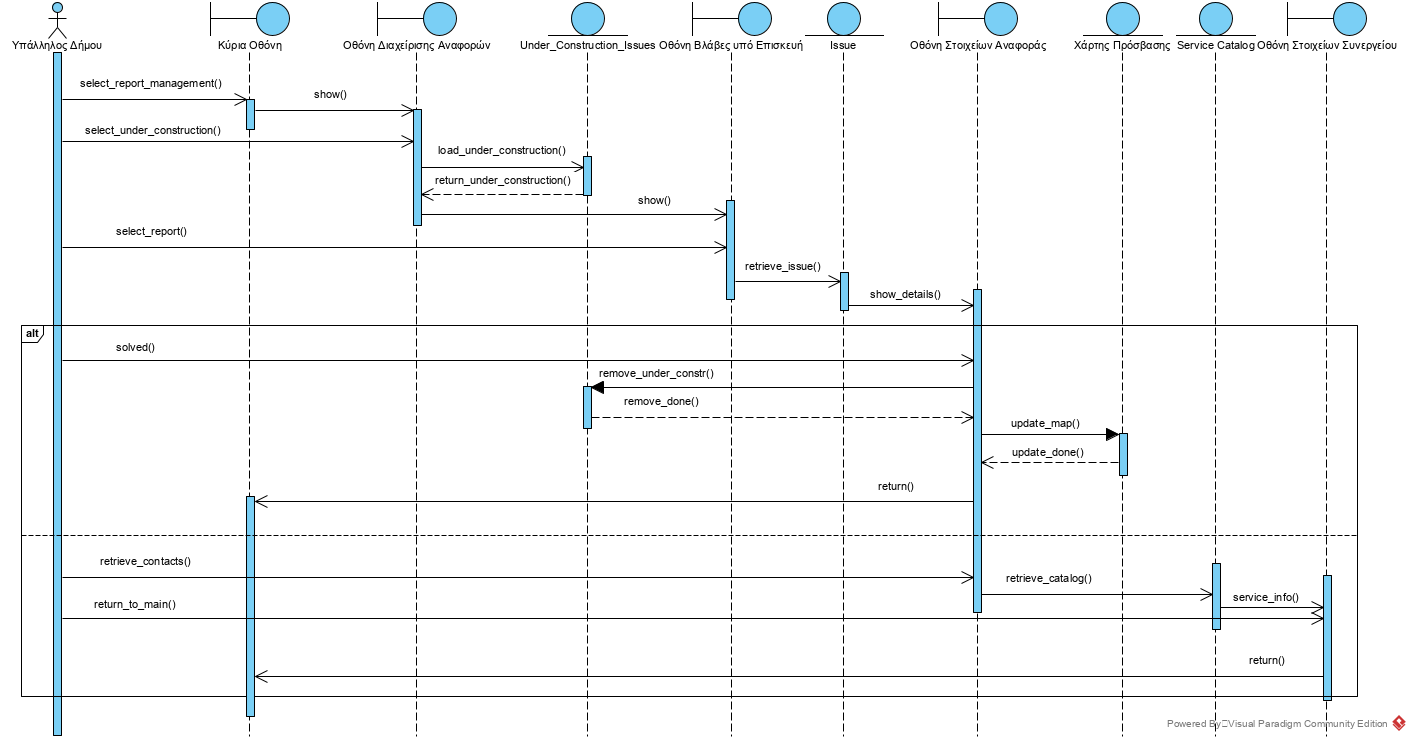 Υπάλληλος Δήμου
Κύρια Οθόνη
Οθόνη Διαχείρισης Αναφορών
Under_Construction_Issues
Οθόνη Βλάβες υπό Επισκευή
Issue
Οθόνη Στοιχείων Αναφοράς
Χάρτης Πρόσβασης
Service Catalog
Οθόνη Στοιχείων Συνεργείου
select_report_management()
show()
select_under_construction()
load_under_construction()
return_under_construction()
show()
select_report()
retrieve_issue()
show_details()
alt
solved()
remove_under_constr()
remove_done()
update_map()
update_done()
return()
retrieve_contacts()
retrieve_catalog()
service_info()
return_to_main()
return()
Powered By Visual Paradigm Community Edition